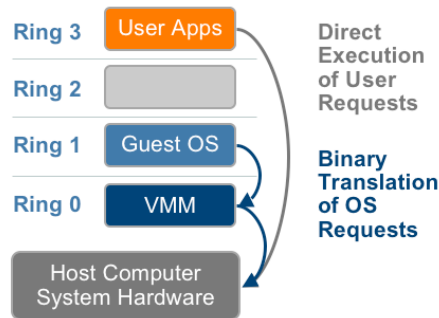 Ring 3
User Apps
Ring 2
Ring 1
Guest OS
Ring 0
VMM
Host Computer
System Hardware
Direct
Execution
of User
Requests
Binary
Translation
of OS
Requests